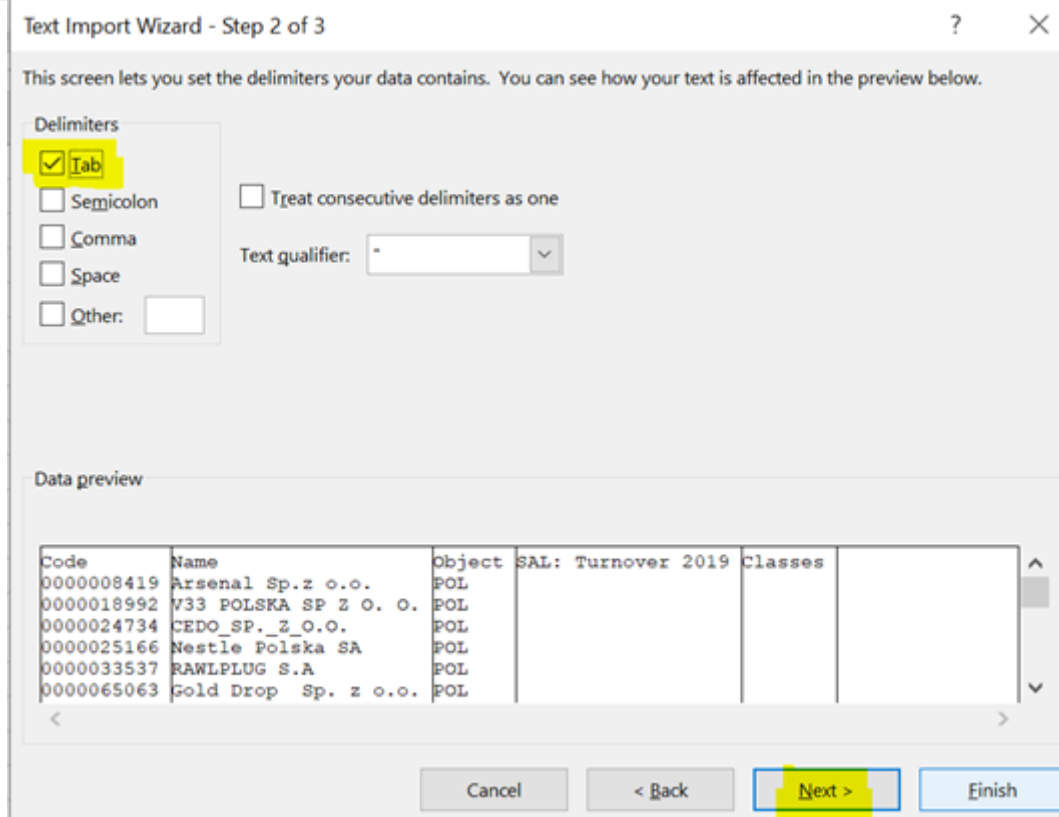 Text Import Wizard - Step 2 of 3 ?
This screen lets you set the delimiters your data contains.  You can see how your text is affected in the preview below.
Delimiters
Tab
Semicolon
Comma
Space
Other:
Treat consecutive delimiters as one
Text qualifier: "
Data preview
Code Name Object SAL: Turnover 2019 Classes
0000008419 Arsenal Sp.z o.o. POL
0000018992 V33 POLSKA SP Z O. O. POL
0000024734 CEDO_SP._Z_O.O. POL
0000025166 Nestle Polska SA POL
0000033537 RAWLPLUG S.A POL
0000065063 Gold Drop  Sp. z o.o. POL
Cancel < Back Next > Finish